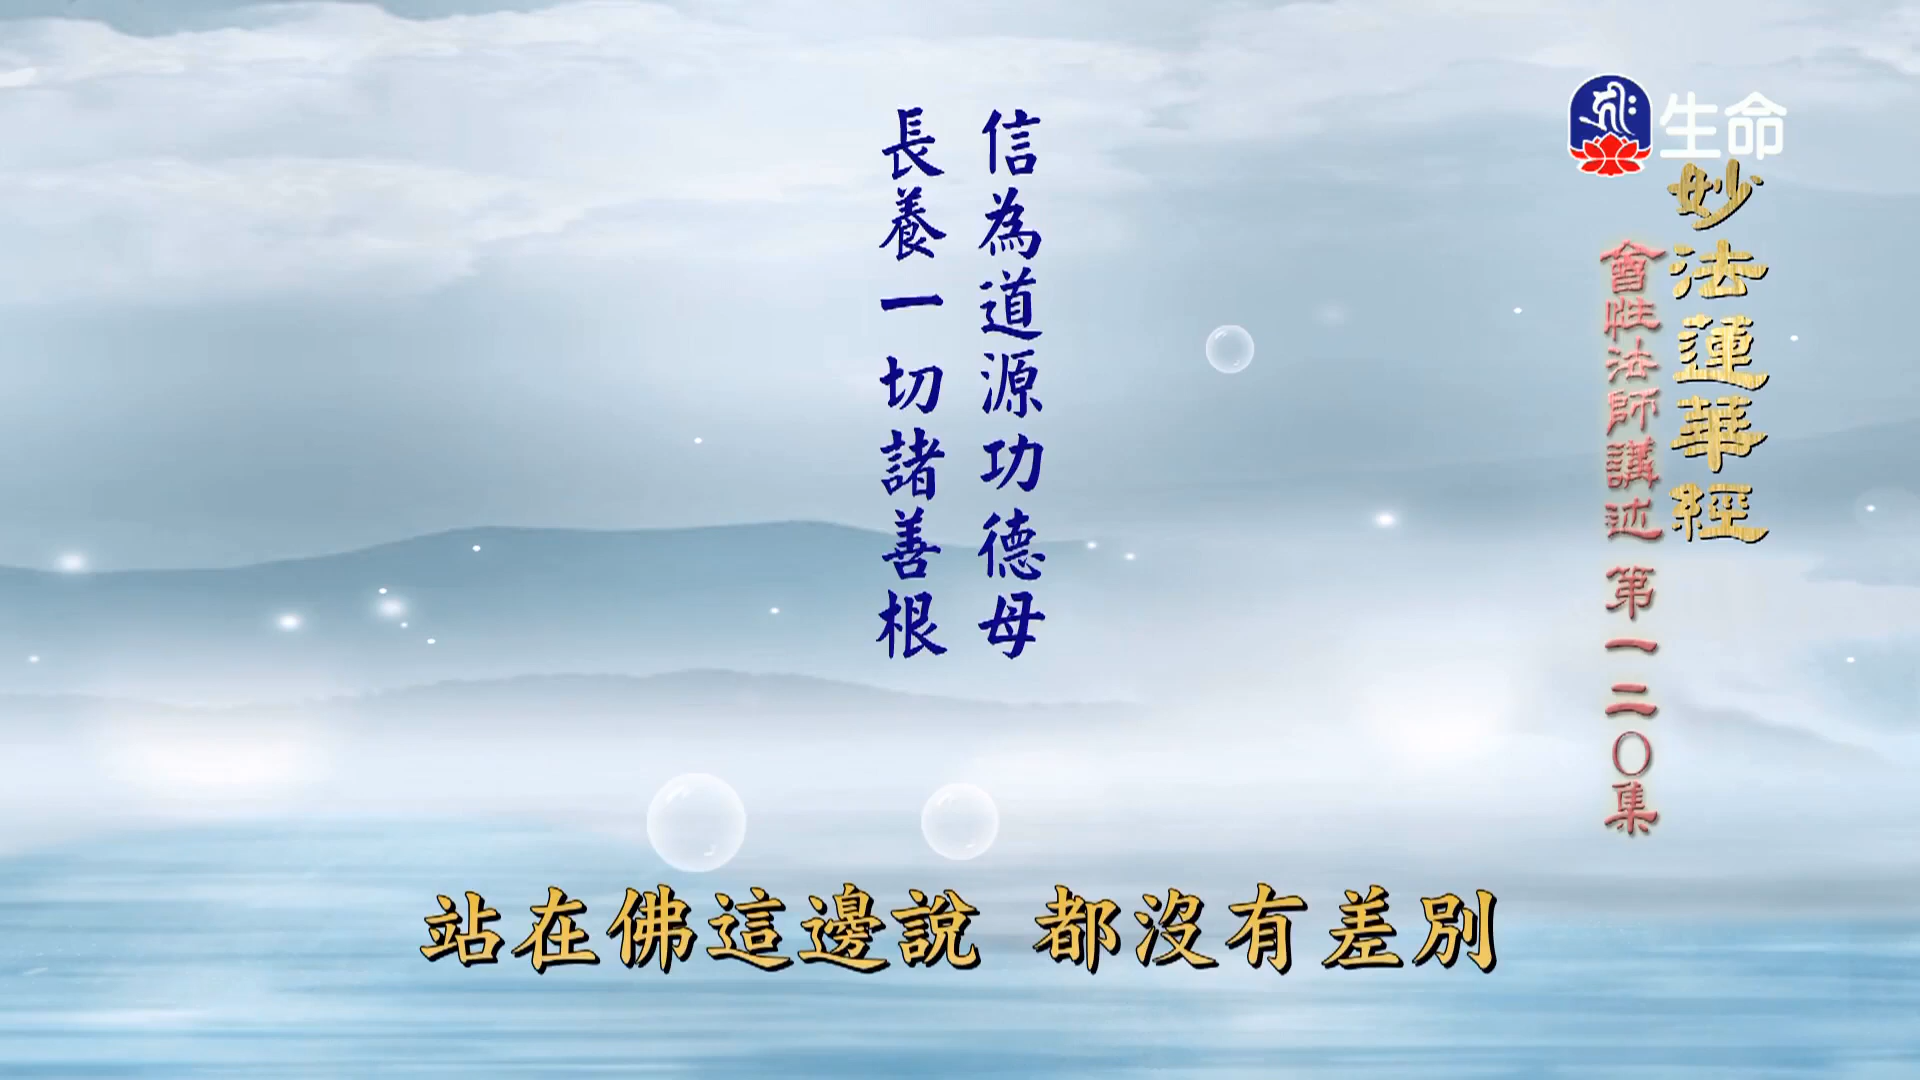 生命
妙法蓮華經
會性法師講述 第一二〇集
信為道源功德母
長養一切諸善根
站在佛這邊說 都沒有差別